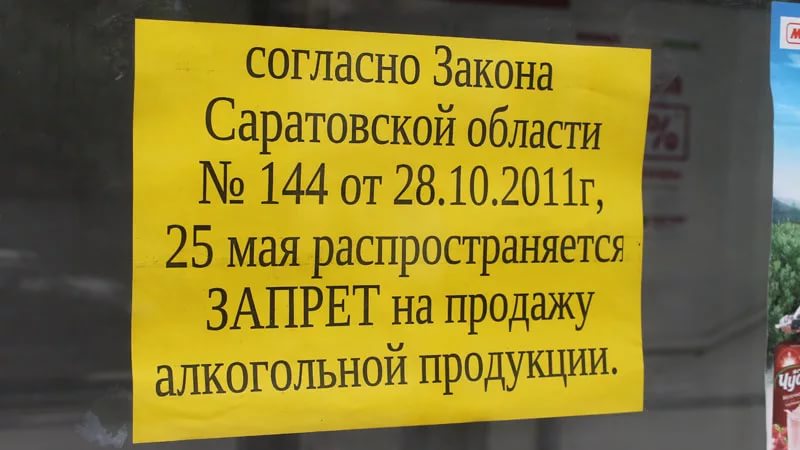 согласно Закона
Саратовской области
№ 144 от 28.10.2011г,
25 мая распространяется
ЗАПРЕТ на продажу
алкогольной продукции.